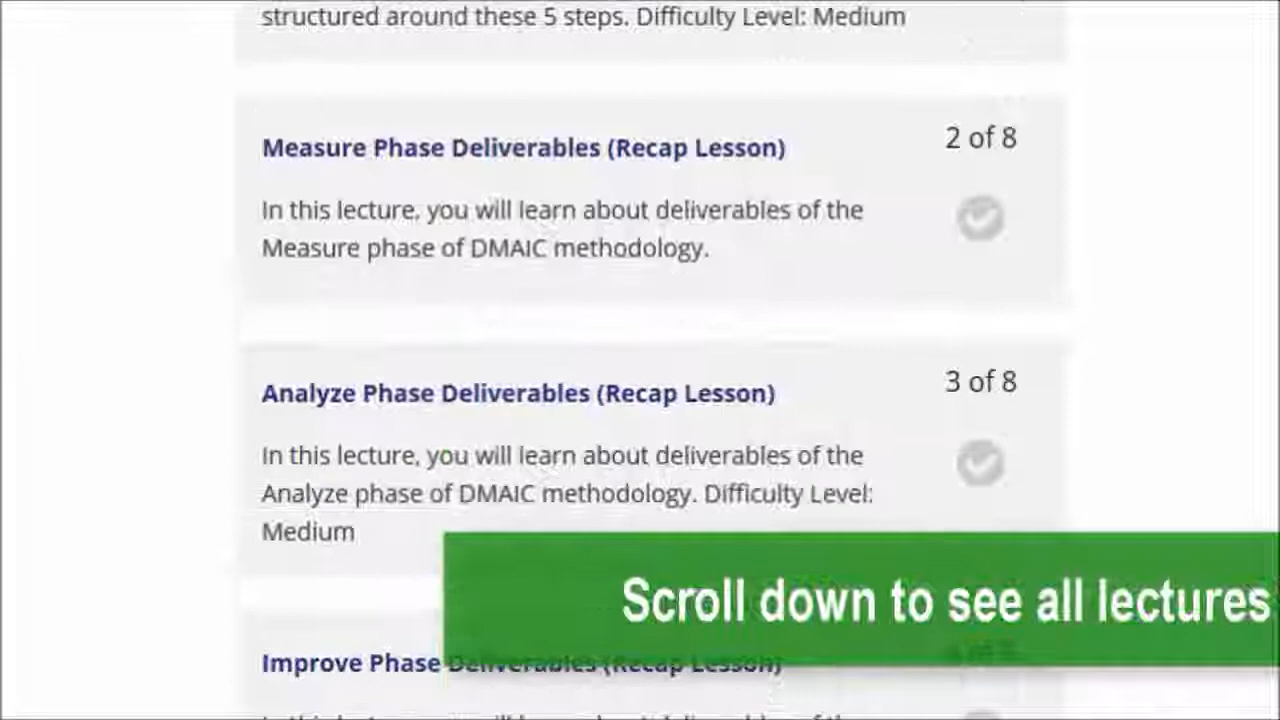 structured around these 5 steps. Difficulty Level: Medium
Measure Phase Deliverables (Recap Lesson)
2 of 8
In this lecture, you will learn about deliverables of the
Measure phase of DMAIC methodology.
Analyze Phase Deliverables (Recap Lesson)
3 of 8
In this lecture, you will learn about deliverables of the
Analyze phase of DMAIC methodology. Difficulty Level:
Medium
Scroll down to see all lectures
Improve Phase Deliverables (Recap Lesson)